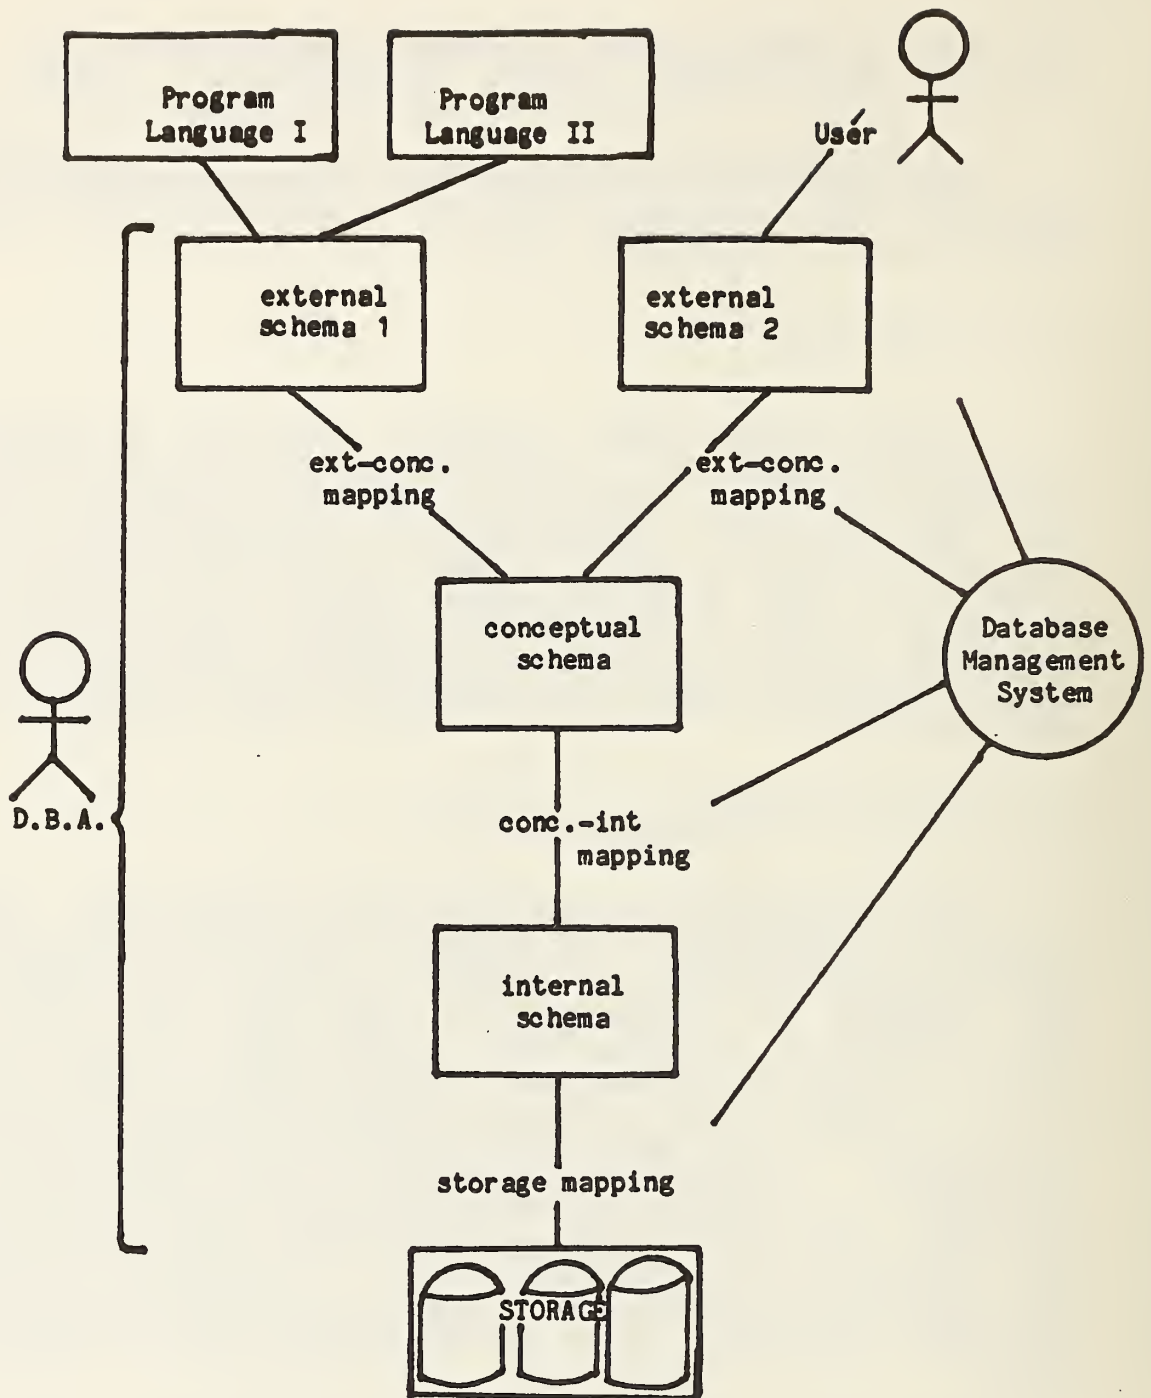 Program
Language I
Program
Language II
User
external
schema 1
external
schema 2
ext-conc.
mapping
ext-conc.
mapping
conceptual
schema
Database
Management
System
D.B.A.
conc.-int
mapping
internal
schema
storage mapping
STORAGE